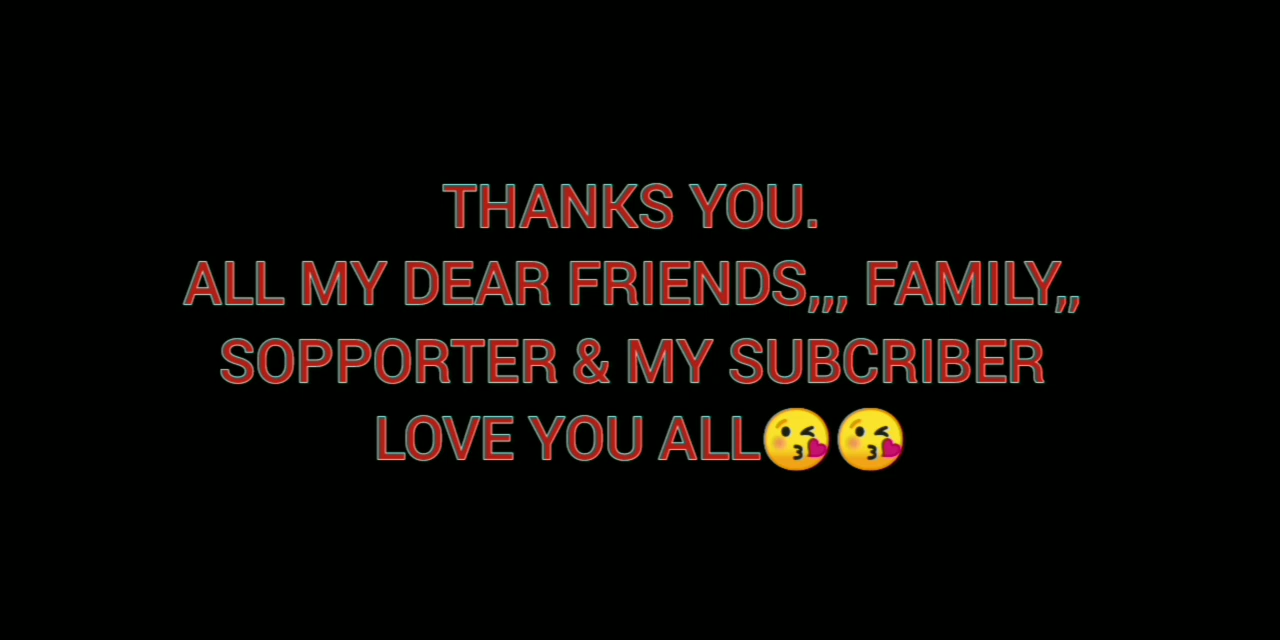 THANKS YOU.
ALL MY DEAR FRIENDS,,, FAMILY,,
SOPPORTER & MY SUBCRIBER
LOVE YOU ALL😘😘